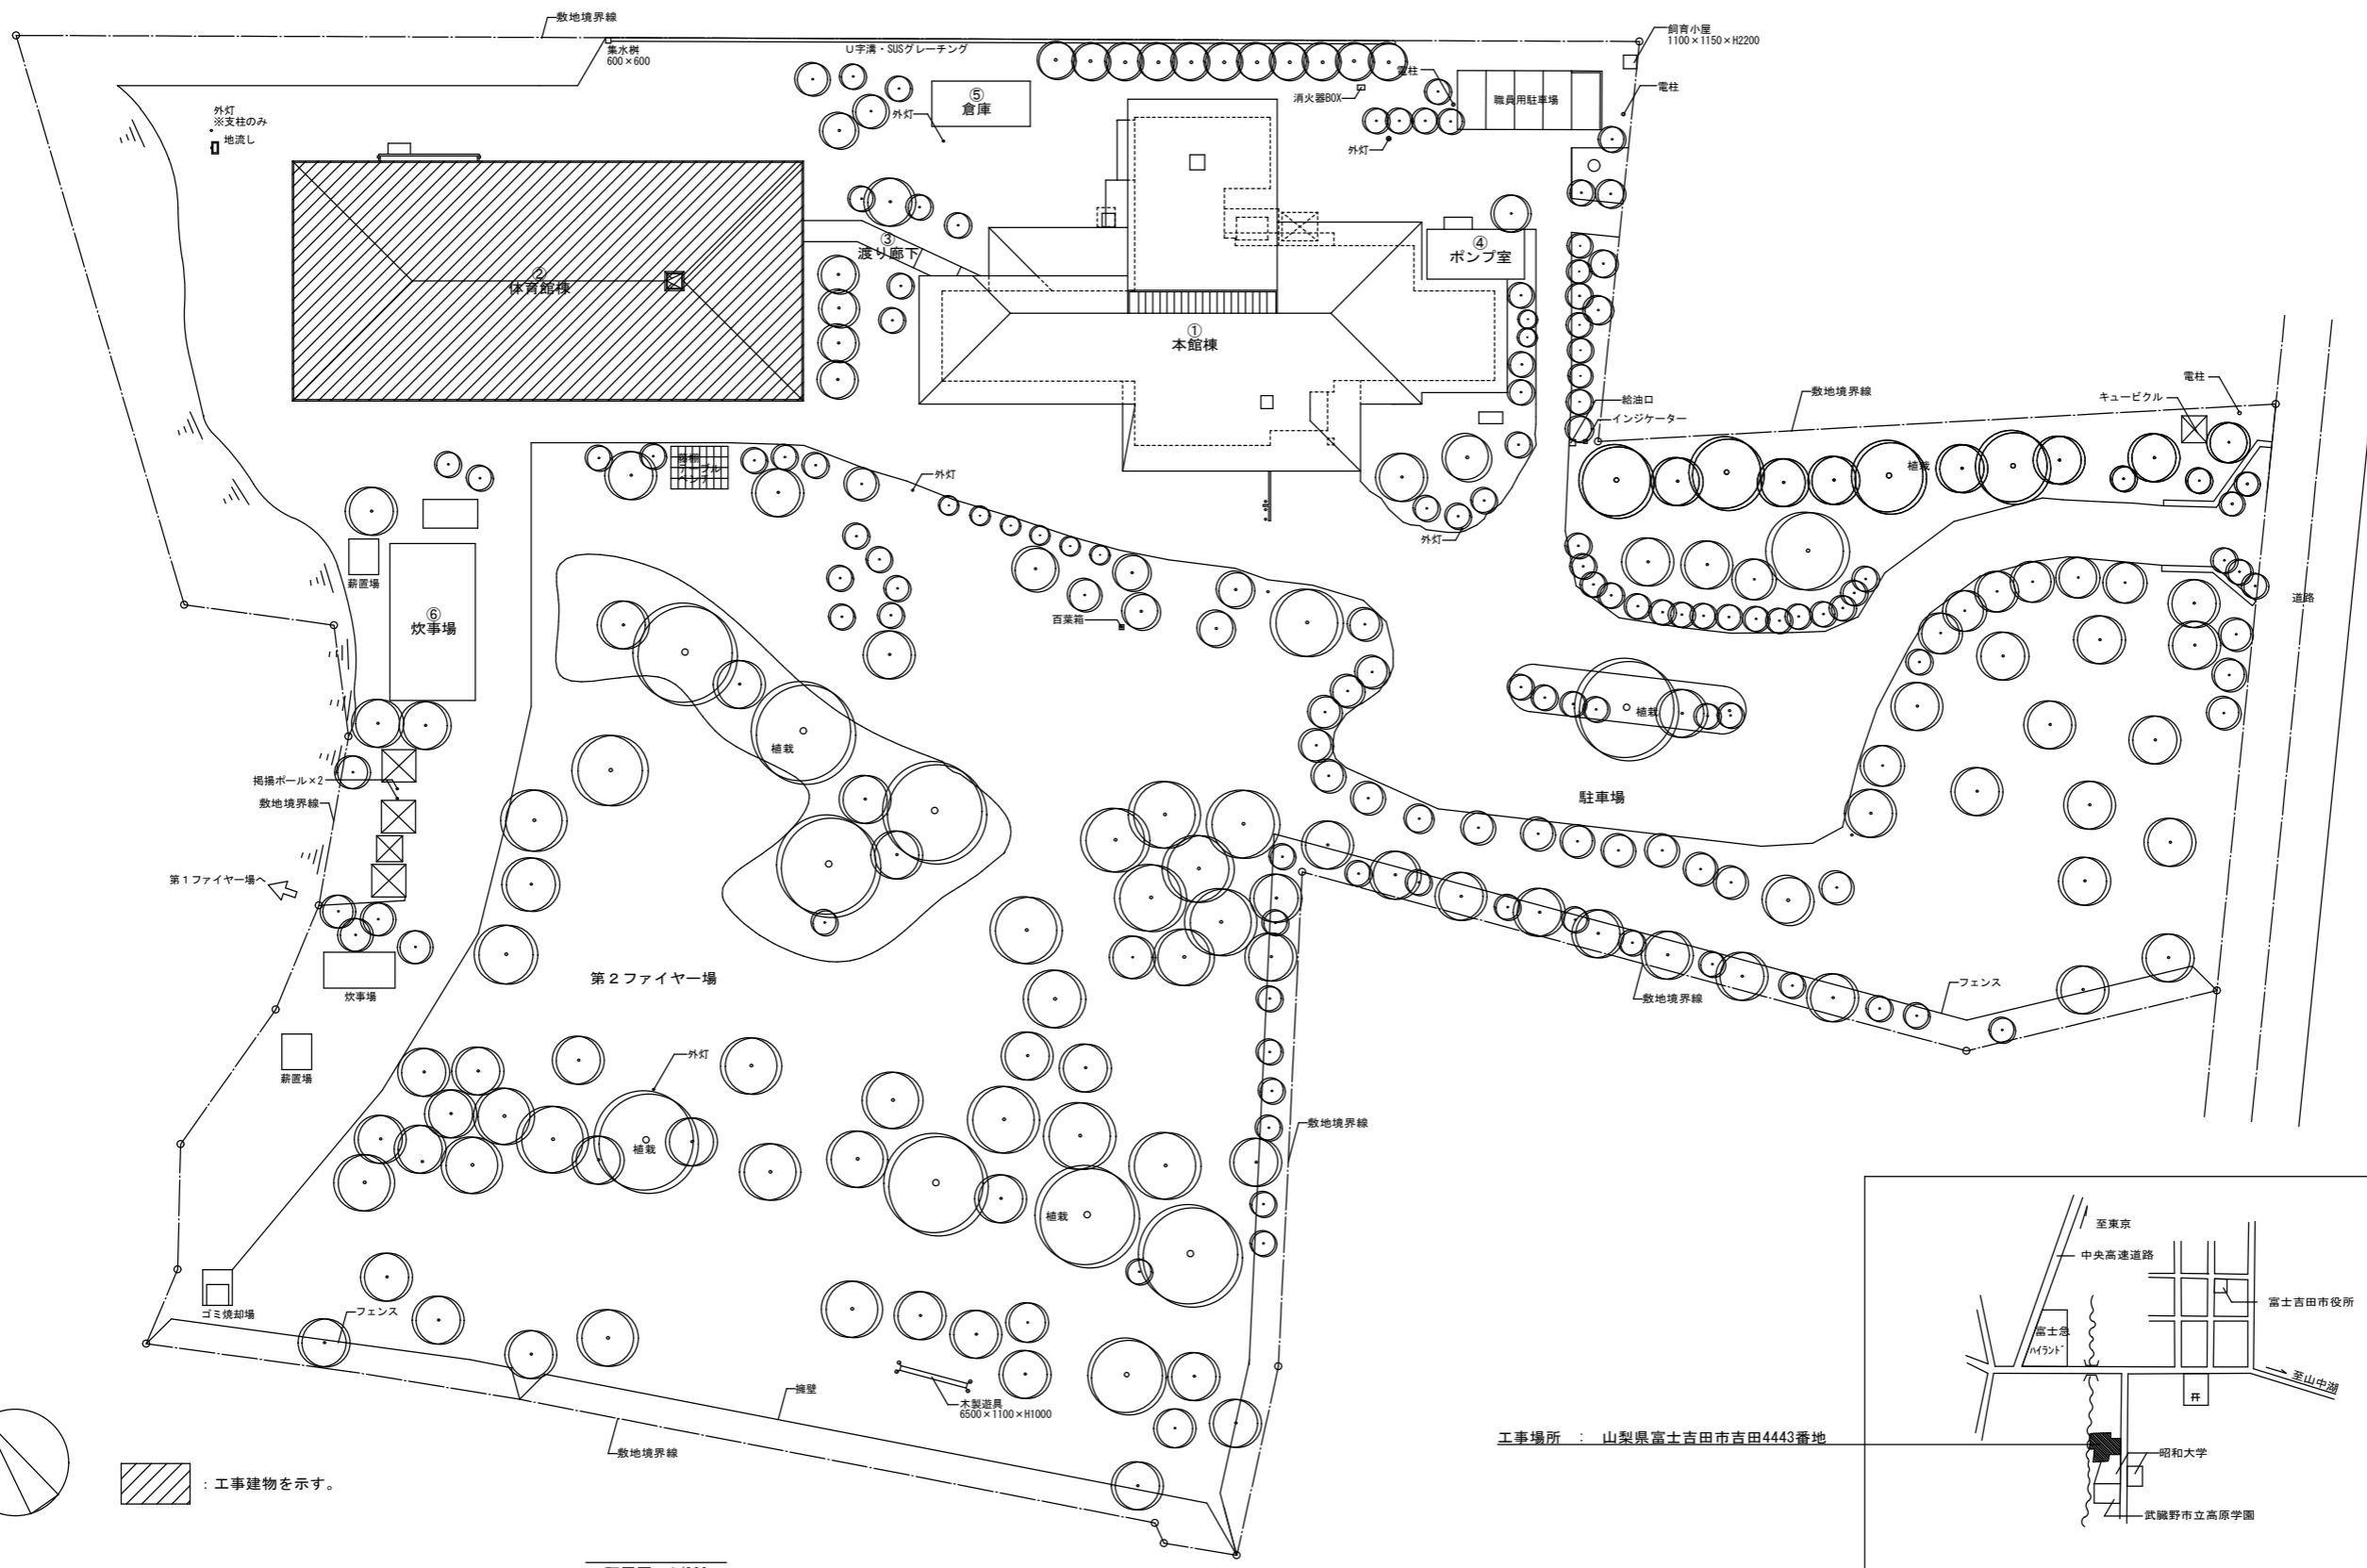 敷地境界線
集水桝
600×600
U字溝・SUSグレーチング
飼育小屋
1100×1150×H2200
電柱
消火器BOX
職員用駐車場
電柱
外灯
※支柱のみ
地流し
⑤
倉庫
外灯
外灯
③
渡り廊下
④
ポンプ室
②
体育館棟
①
本館棟
給油口
インジケーター
敷地境界線
キュービクル
電柱
テーブル
ベンチ
外灯
植栽
外灯
薪置場
⑥
炊事場
百葉箱
道路
植栽
植栽
掲揚ポール×2
敷地境界線
駐車場
第1ファイヤー場へ
第2ファイヤー場
炊事場
敷地境界線
フェンス
薪置場
外灯
植栽
敷地境界線
植栽
ゴミ焼却場
フェンス
擁壁
木製遊具
6500×1100×H1000
敷地境界線
:工事建物を示す。
至東京
中央高速道路
富士吉田市役所
富士急
ハイランド
至山中湖
工事場所 : 山梨県富士吉田市吉田4443番地
昭和大学
武蔵野市立高原学園